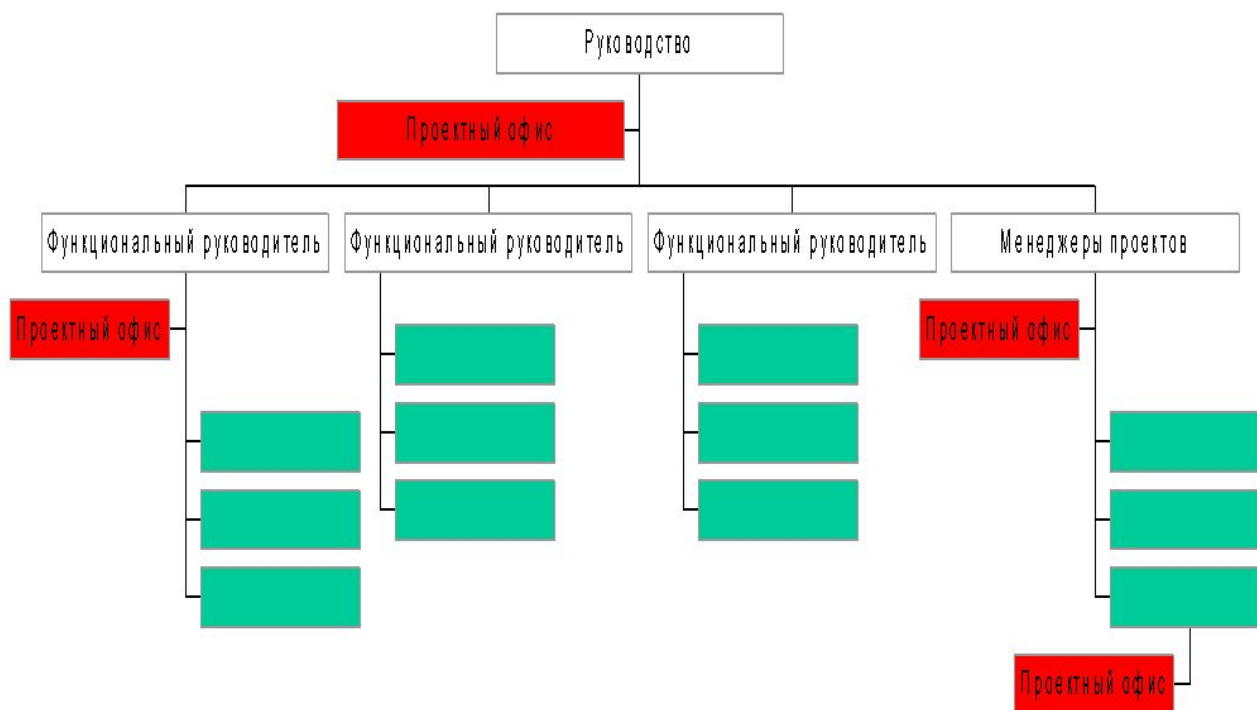 Руководство
Проектный офис
Функциональный руководитель
Функциональный руководитель
Функциональный руководитель
Менеджеры проектов
Проектный офис
Проектный офис
Проектный офис